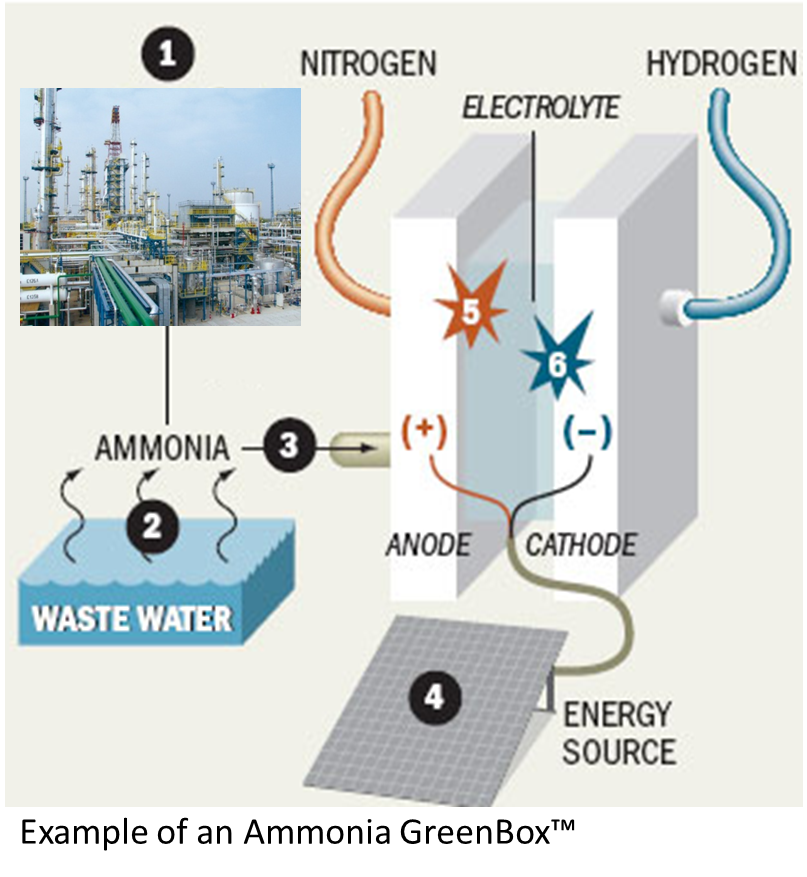 1
NITROGEN
HYDROGEN
ELECTROLYTE
5
6
(+)
(–)
AMMONIA
3
2
ANODE
CATHODE
WASTE WATER
4
ENERGY
SOURCE
Example of an Ammonia GreenBox™